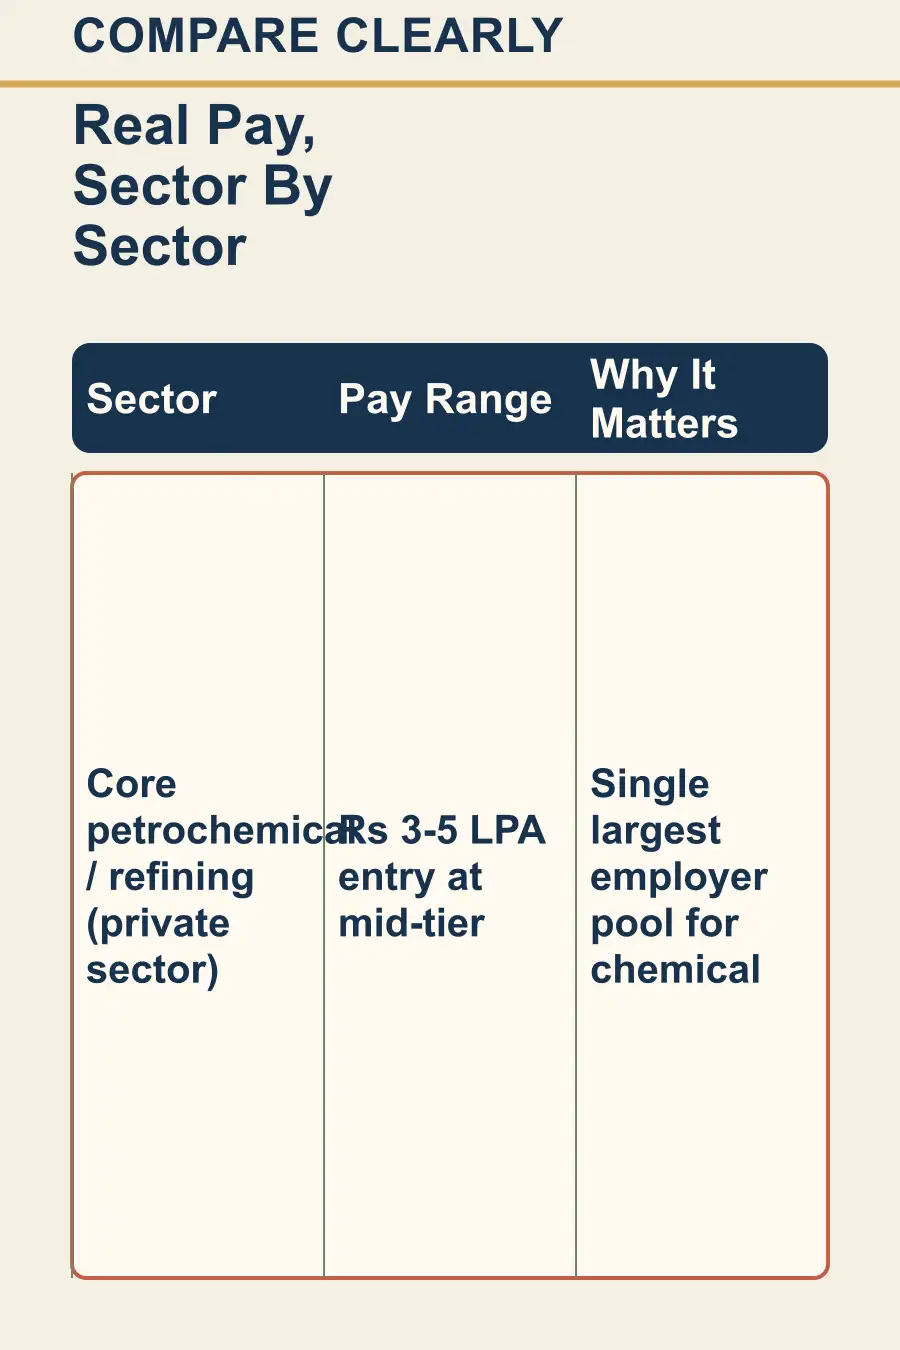 COMPARE CLEARLY
Real Pay,
Sector By
Sector
Sector
Pay Range
Why It
Matters
Core
petrochemical
/ refining
(private
sector)
Rs 3-5 LPA
entry at
mid-tier
Single
largest
employer
pool for
chemical